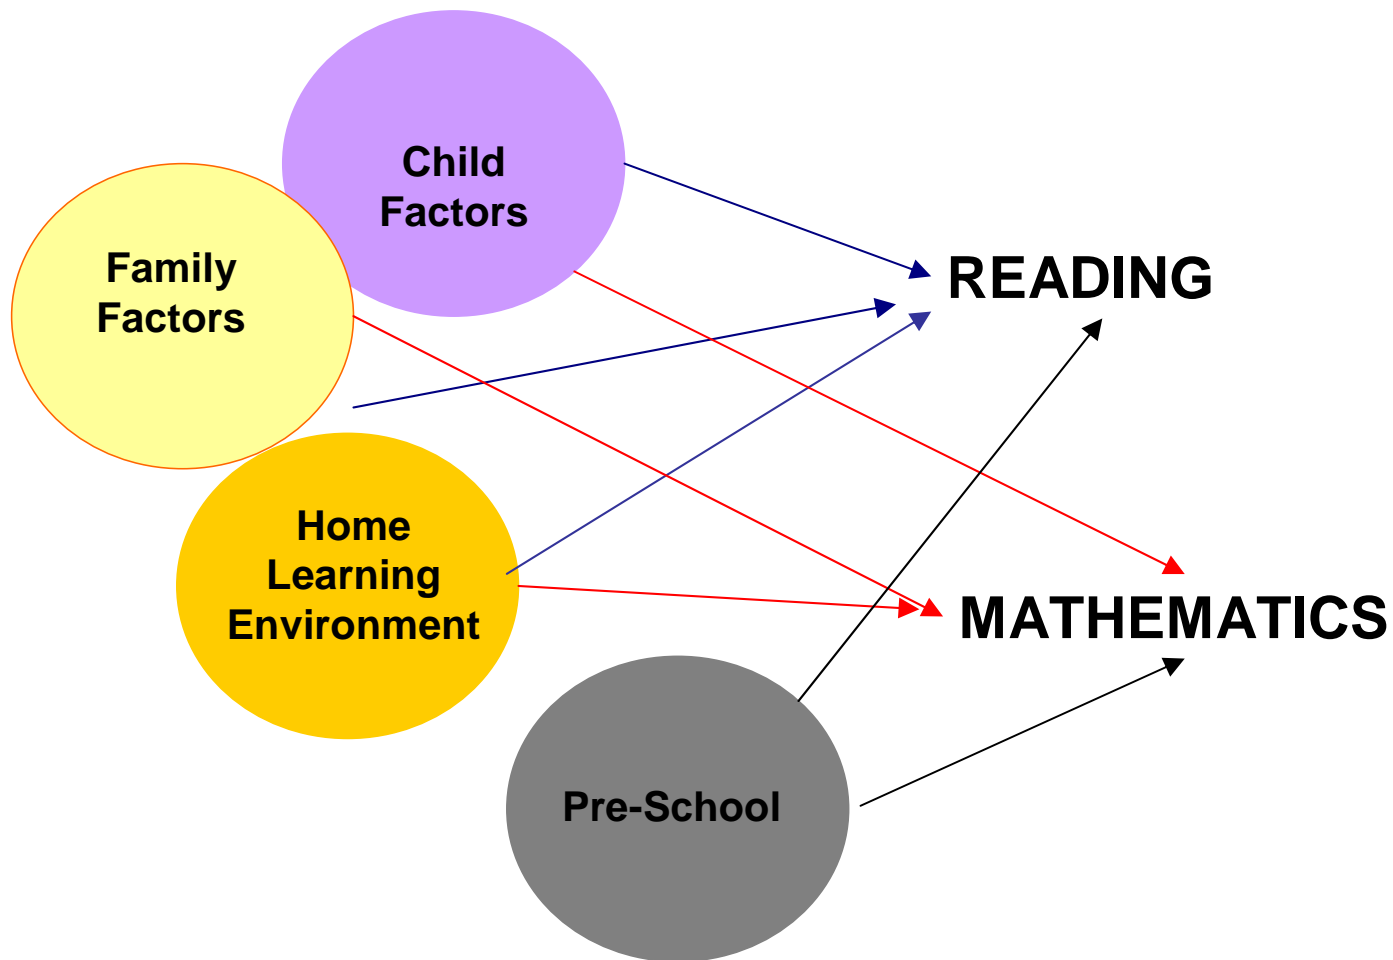 Child
Factors
Family
Factors
READING
Home
Learning
Environment
MATHEMATICS
Pre-School